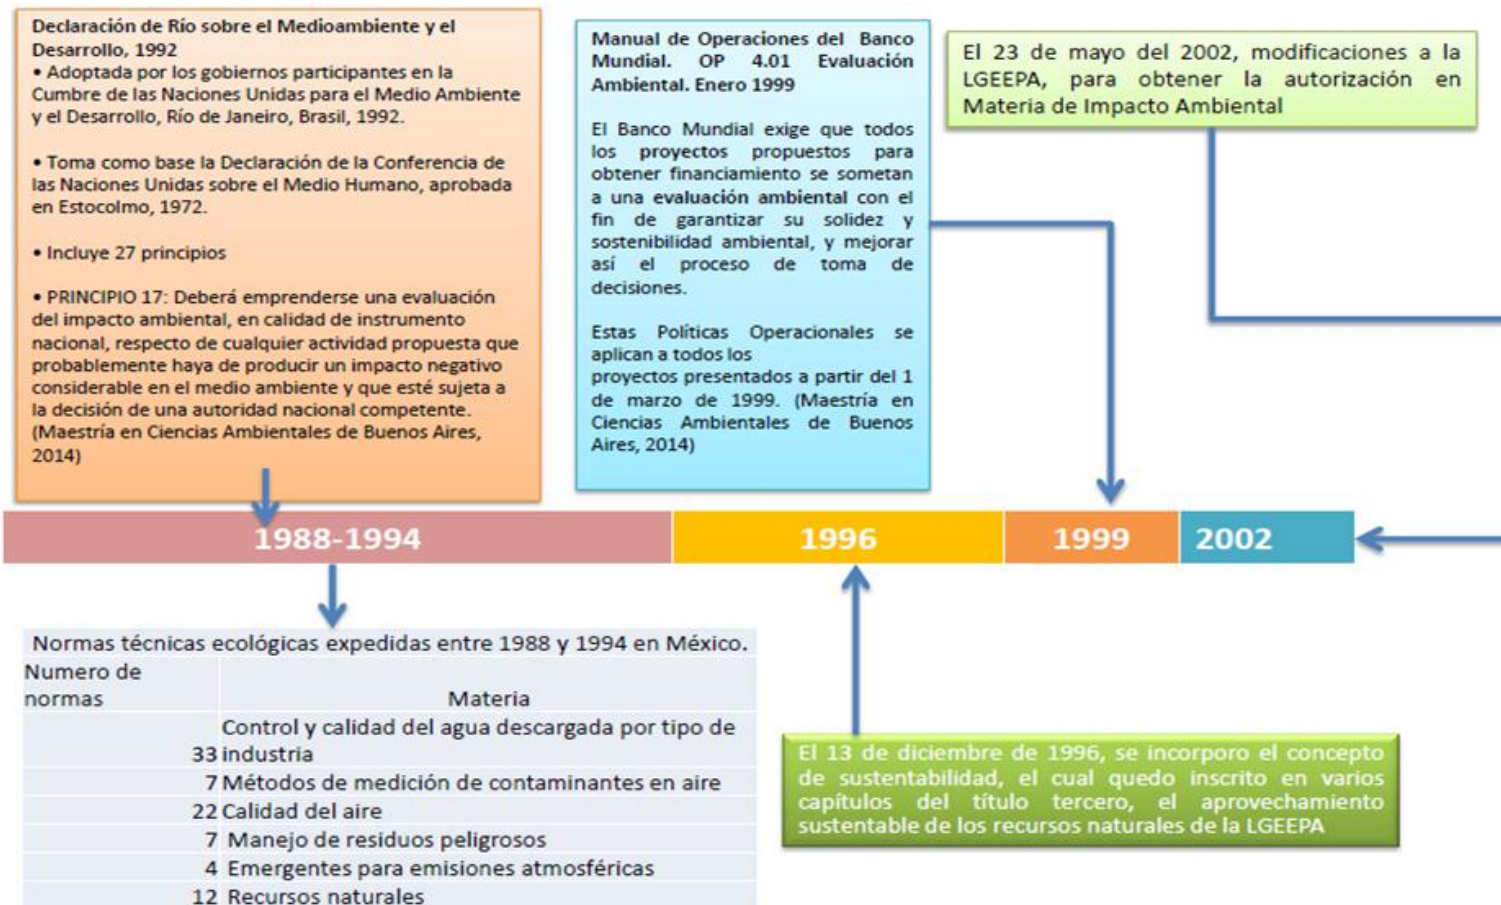 Declaración de Río sobre el Medioambiente y el
Desarrollo, 1992
• Adoptada por los gobiernos participantes en la
Cumbre de las Naciones Unidas para el Medio Ambiente
y el Desarrollo, Río de Janeiro, Brasil, 1992.
• Toma como base la Declaración de la Conferencia de
las Naciones Unidas sobre el Medio Humano, aprobada
en Estocolmo, 1972.
• Incluye 27 principios
• PRINCIPIO 17: Deberá emprenderse una evaluación
del impacto ambiental, en calidad de instrumento
nacional, respecto de cualquier actividad propuesta que
probablemente haya de producir un impacto negativo
considerable en el medio ambiente y que esté sujeta a
la decisión de una autoridad nacional competente.
(Maestría en Ciencias Ambientales de Buenos Aires,
2014)
Manual de Operaciones del Banco
Mundial. OP 4.01 Evaluación
Ambiental. Enero 1999
El Banco Mundial exige que todos
los proyectos propuestos para
obtener financiamiento se sometan
a una evaluación ambiental con el
fin de garantizar su solidez y
sostenibilidad ambiental, y mejorar
así el proceso de toma de
decisiones.
Estas Políticas Operacionales se
aplican a todos los
proyectos presentados a partir del 1
de marzo de 1999. (Maestría en
Ciencias Ambientales de Buenos
Aires, 2014)
El 23 de mayo del 2002, modificaciones a la
LGEEPA, para obtener la autorización en
Materia de Impacto Ambiental
1988-1994
1996
1999
2002
Normas técnicas ecológicas expedidas entre 1988 y 1994 en México.
Numero de
normas Materia
Control y calidad del agua descargada por tipo de
33 industria
7 Métodos de medición de contaminantes en aire
22 Calidad del aire
7 Manejo de residuos peligrosos
4 Emergentes para emisiones atmosféricas
12 Recursos naturales
El 13 de diciembre de 1996, se incorporo el concepto
de sustentabilidad, el cual quedo inscrito en varios
capítulos del título tercero, el aprovechamiento
sustentable de los recursos naturales de la LGEEPA